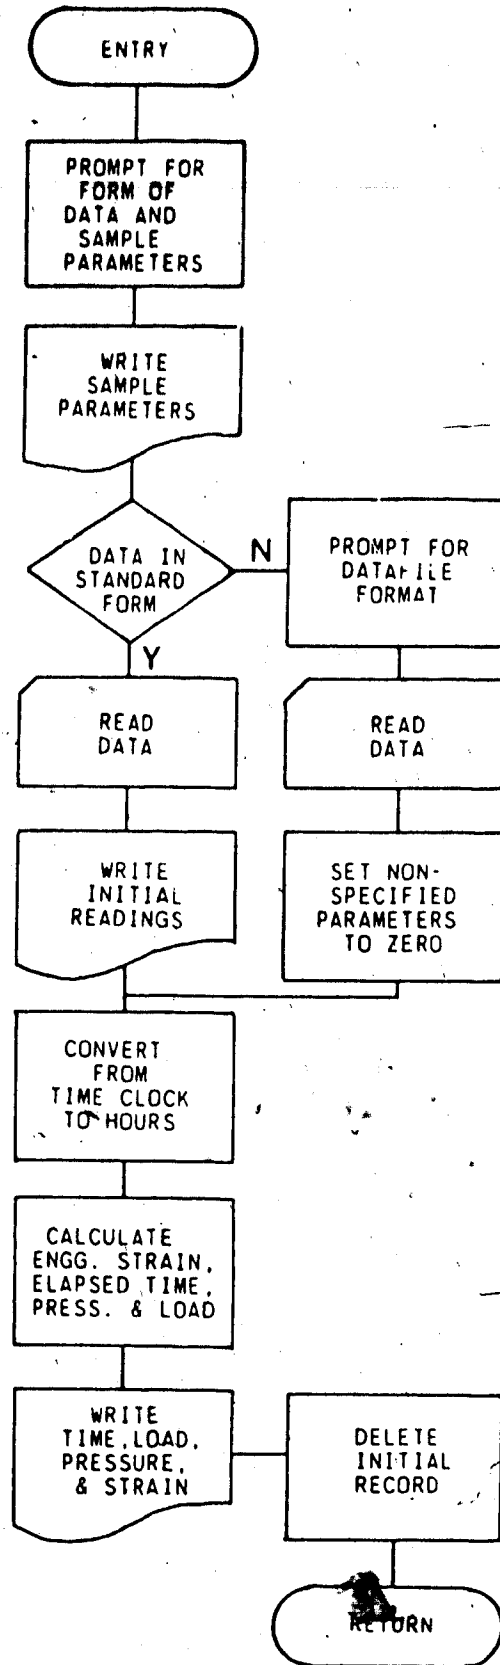 ENTRY
PROMPT FOR
FORM OF
DATA AND
SAMPLE
PARAMETERS
WRITE
SAMPLE
PARAMETERS
DATA IN
STANDARD
FORM
N
Y
PROMPT FOR
DATAFILE
FORMAT
READ
DATA
READ
DATA
WRITE
INITIAL
READINGS
SET NON-
SPECIFIED
PARAMETERS
TO ZERO
CONVERT
FROM
TIME CLOCK
TO HOURS
CALCULATE
ENGG. STRAIN,
ELAPSED TIME,
PRESS. & LOAD
WRITE
TIME, LOAD,
PRESSURE,
& STRAIN
DELETE
INITIAL
RECORD
RETURN